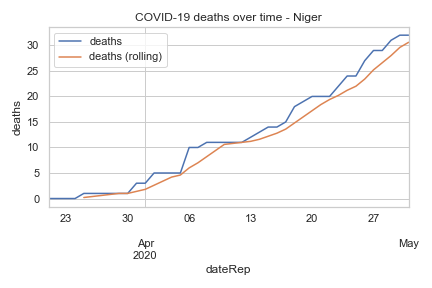 COVID-19 deaths over time - Niger
deaths
deaths (rolling)
deaths
30
25
20
15
10
5
0
23 30 06 13 20 27
Apr May
2020
dateRep